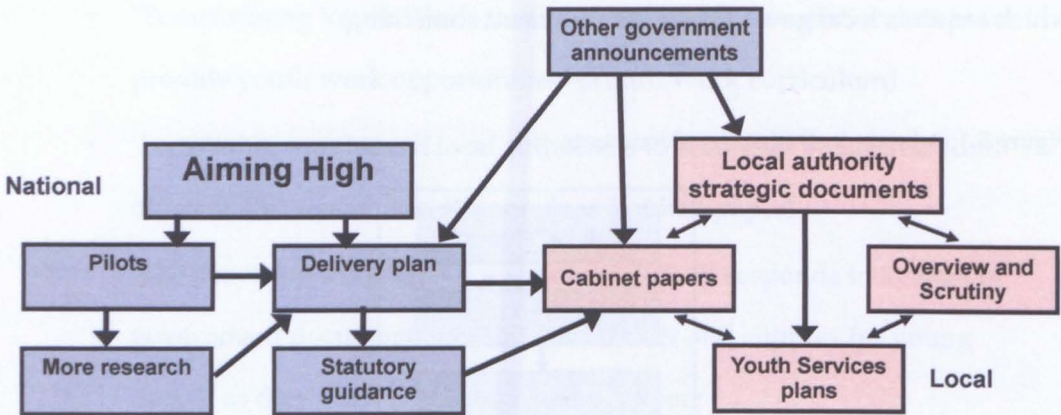 Other government
announcements
National
Aiming High
Local authority
strategic documents
Pilots
Delivery plan
Cabinet papers
Overview and
Scrutiny
More research
Statutory
guidance
Youth Services
plans
Local